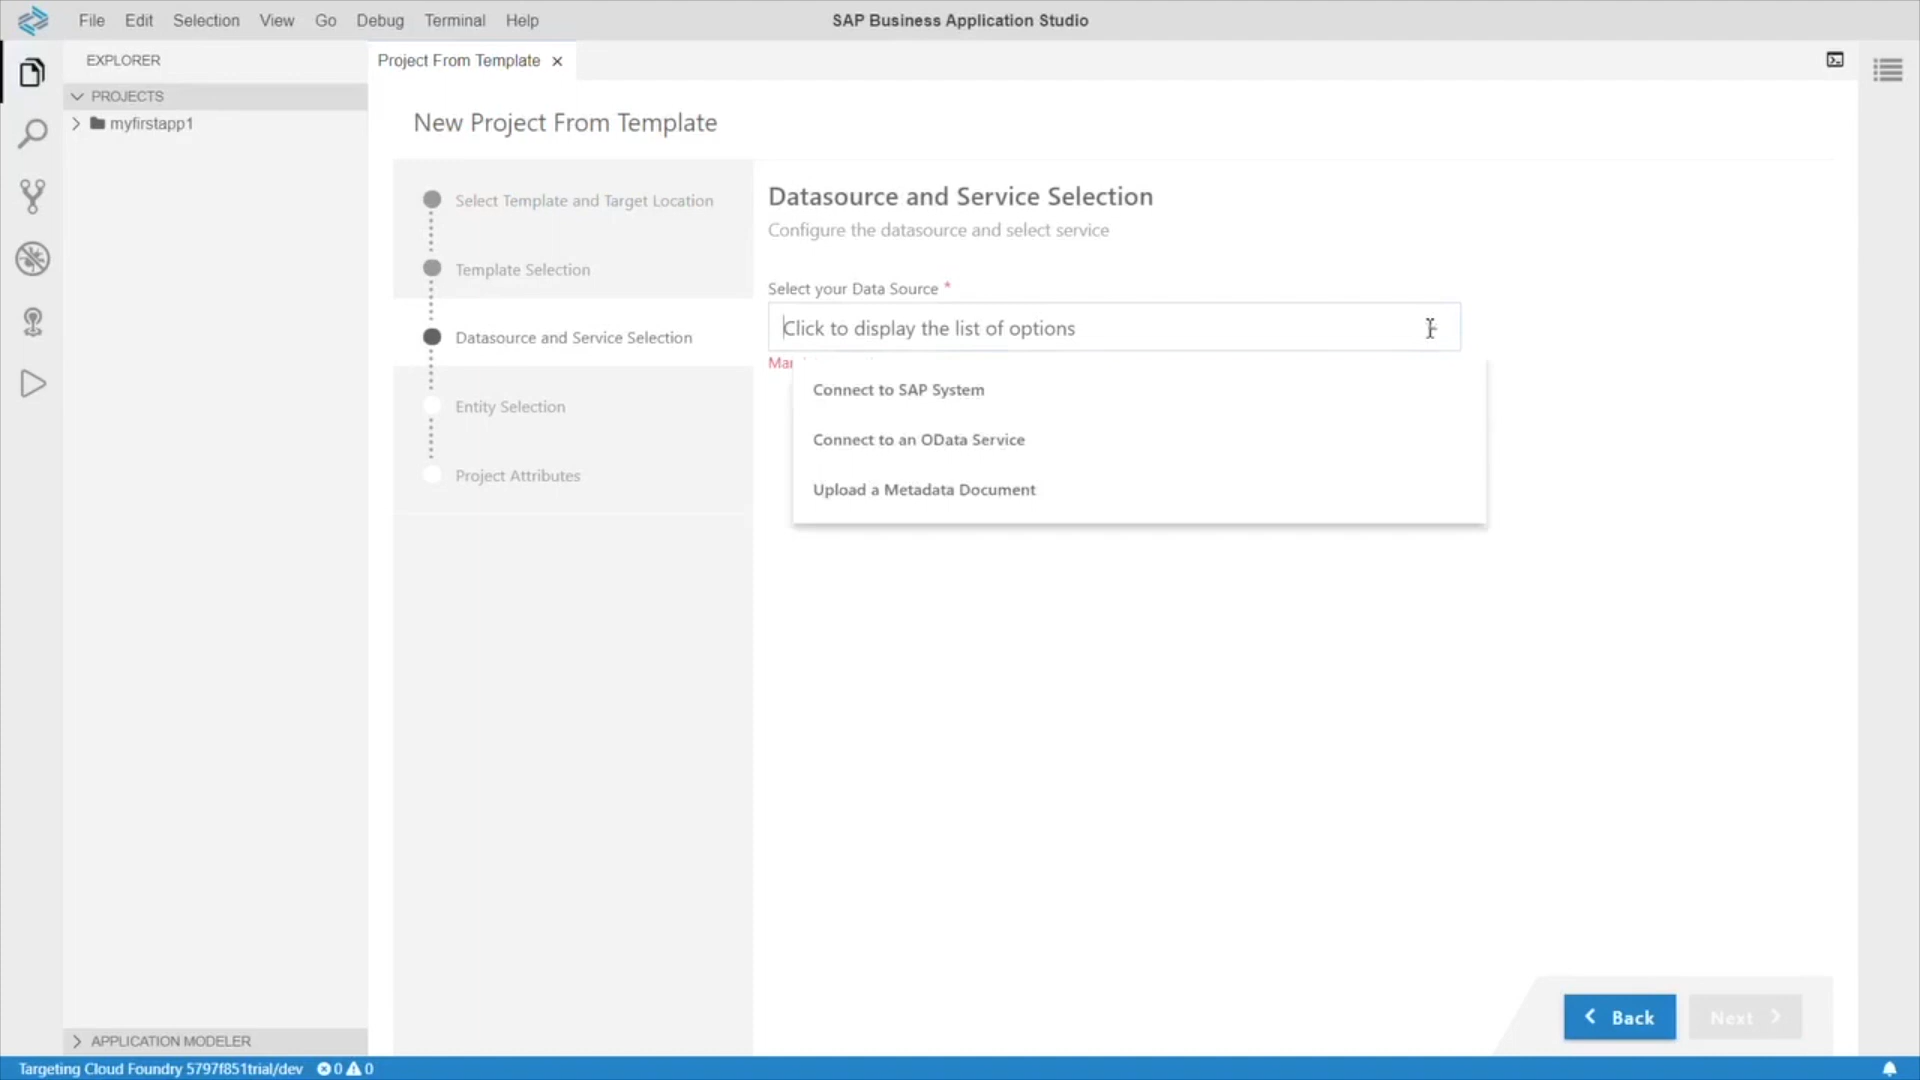 File Edit Selection View Go Debug Terminal Help
SAP Business Application Studio
EXPLORER
PROJECTS
myfirstapp1
APPLICATION MODELER
Project From Template
New Project From Template
Select Template and Target Location
Template Selection
Datasource and Service Selection
Entity Selection
Project Attributes
Datasource and Service Selection
Configure the datasource and select service
Select your Data Source *
Click to display the list of options
Connect to SAP System
Connect to an OData Service
Upload a Metadata Document
Back
Next
Targeting Cloud Foundry 5797f851trial/dev 0 0